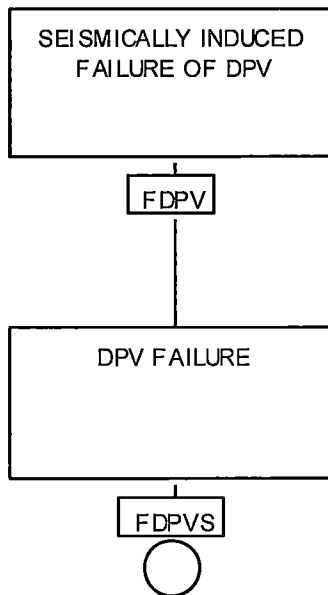 SEISMICALLY INDUCED
FAILURE OF DPV
FDPV
DPV FAILURE
FDPVS